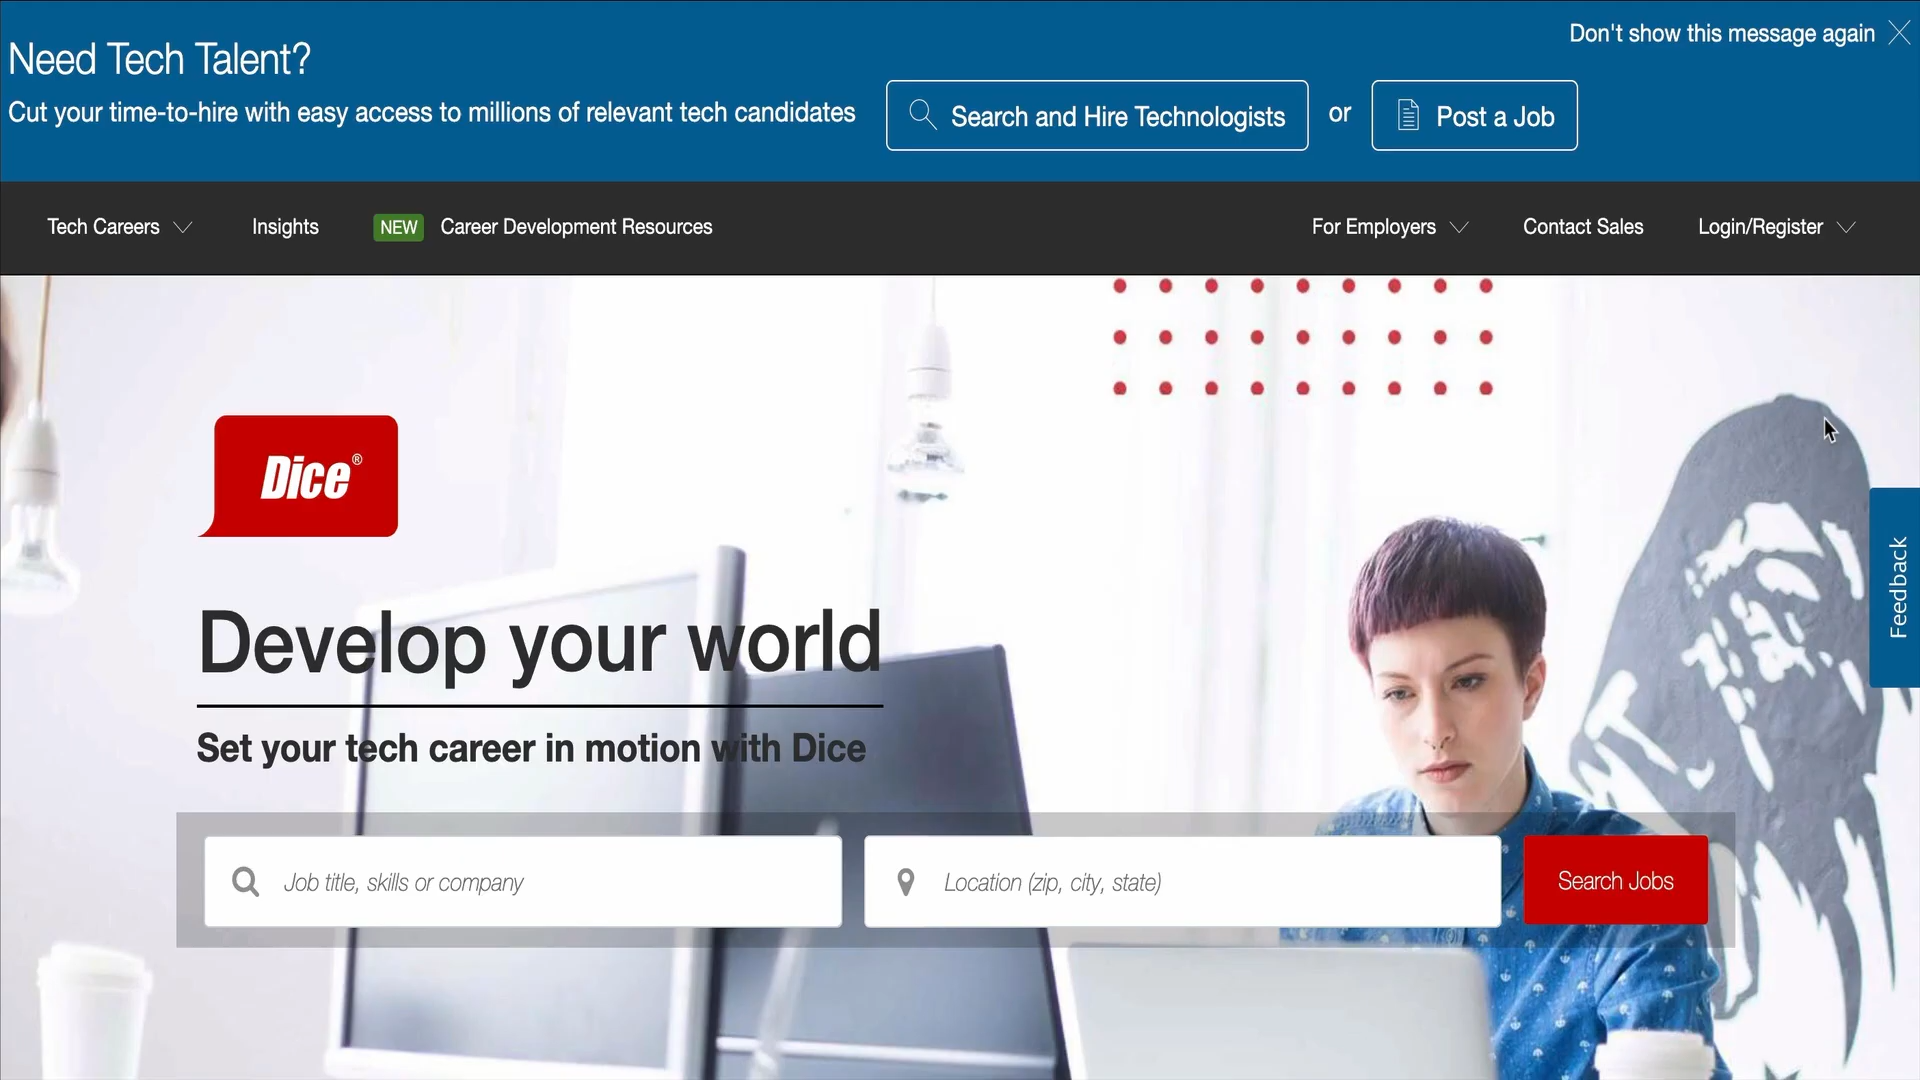 Don't show this message again
Need Tech Talent?
Cut your time-to-hire with easy access to millions of relevant tech candidates
Search and Hire Technologists
or
Post a Job
Tech Careers
Insights
NEW
Career Development Resources
For Employers
Contact Sales
Login/Register
Dice®
Feedback
Develop your world
Set your tech career in motion with Dice
Job title, skills or company
Location (zip, city, state)
Search Jobs